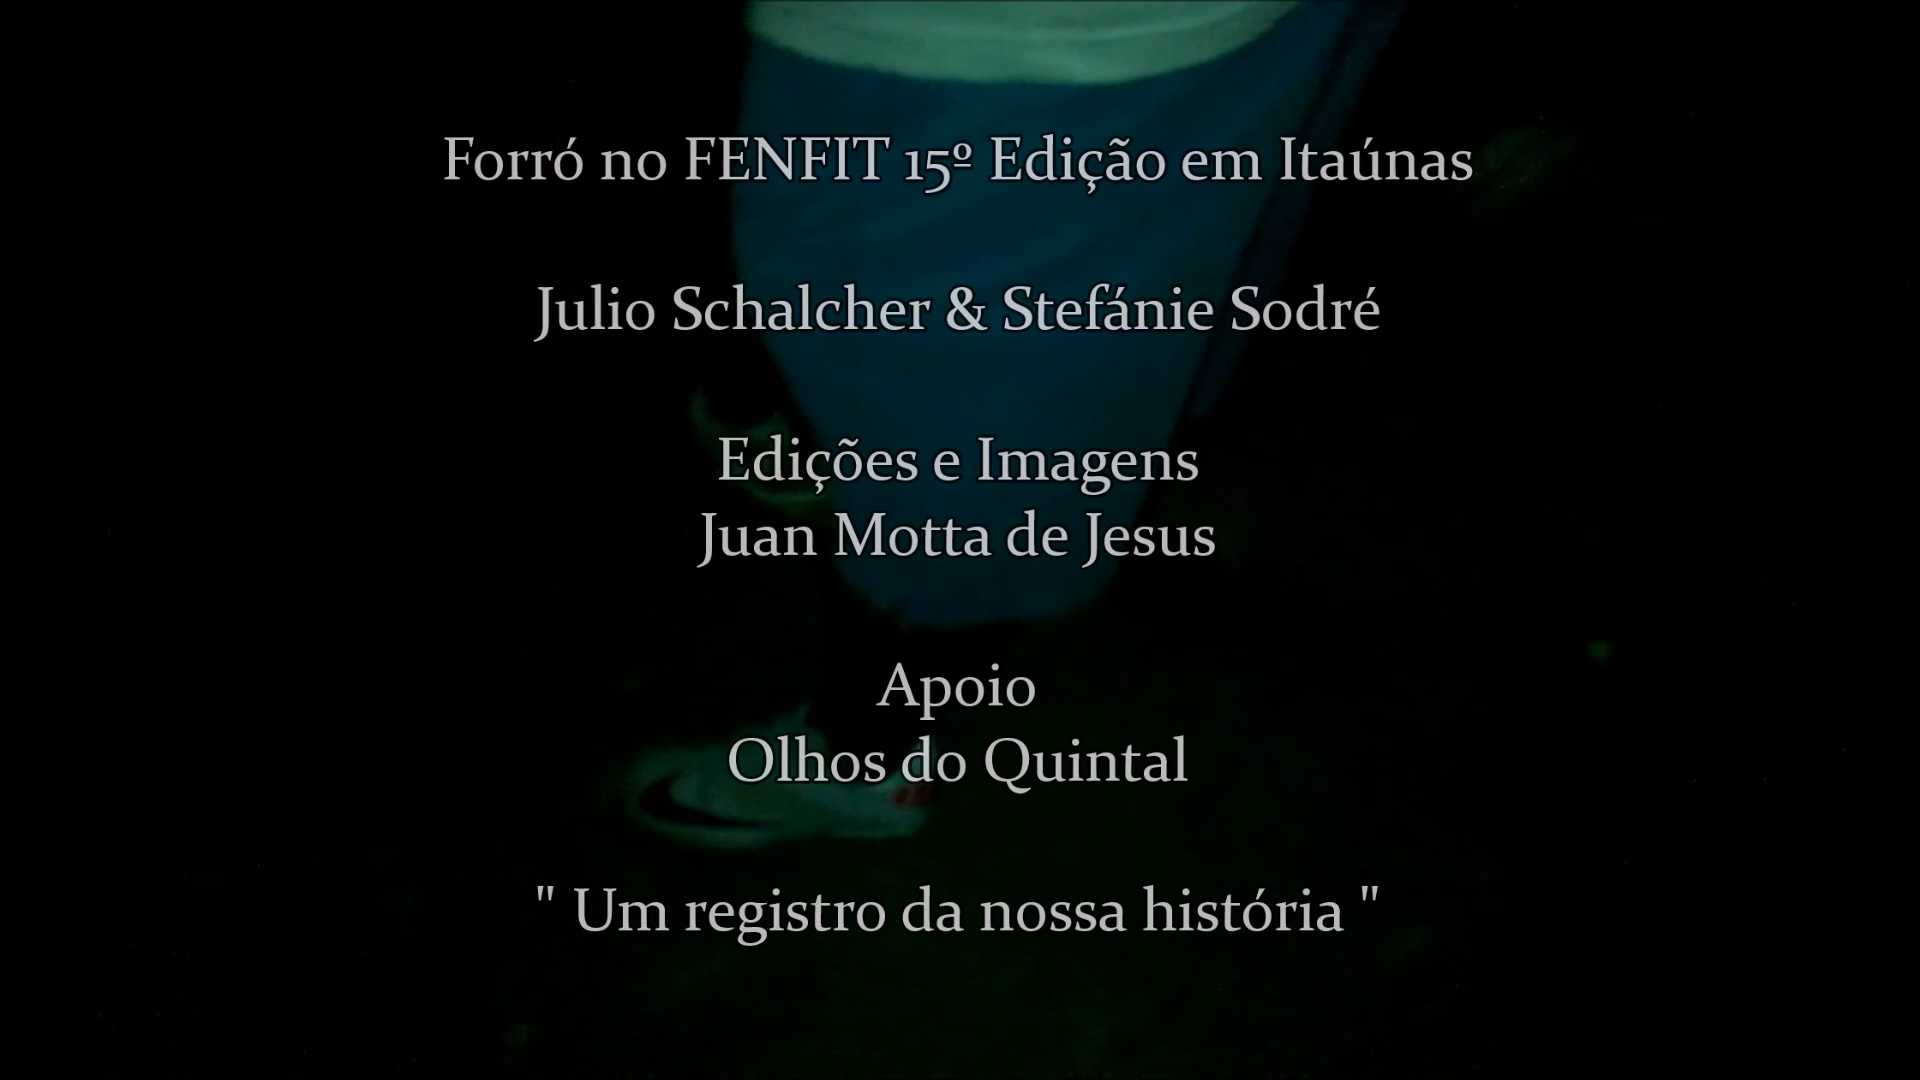 Forró no FENFIT 15º Edição em Itaúnas
Julio Schalcher & Stefánie Sodré
Edições e Imagens
Juan Motta de Jesus
Apoio
Olhos do Quintal
" Um registro da nossa história "